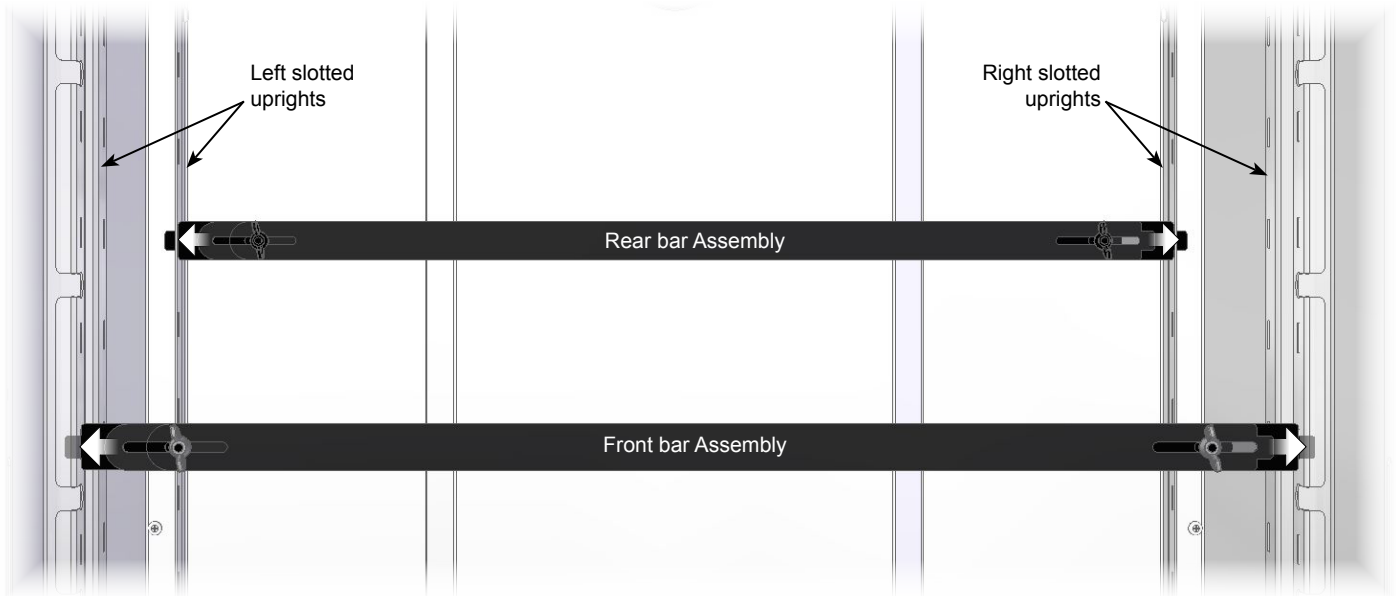 Left slotted
uprights
Right slotted
uprights
Rear bar Assembly
Front bar Assembly